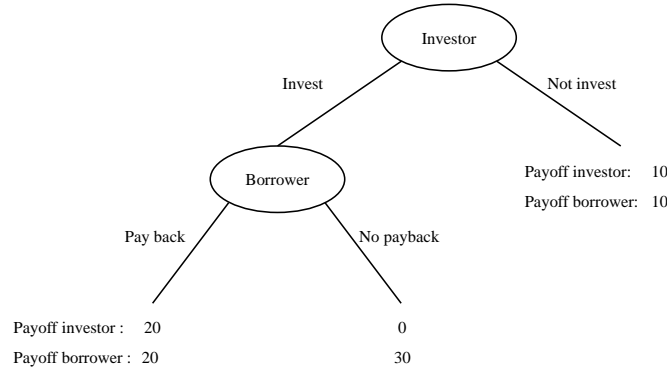 Investor
Invest
Not invest
Payoff investor: 10
Payoff borrower: 10
Borrower
Pay back
No payback
Payoff investor : 20 0
Payoff borrower : 20 30